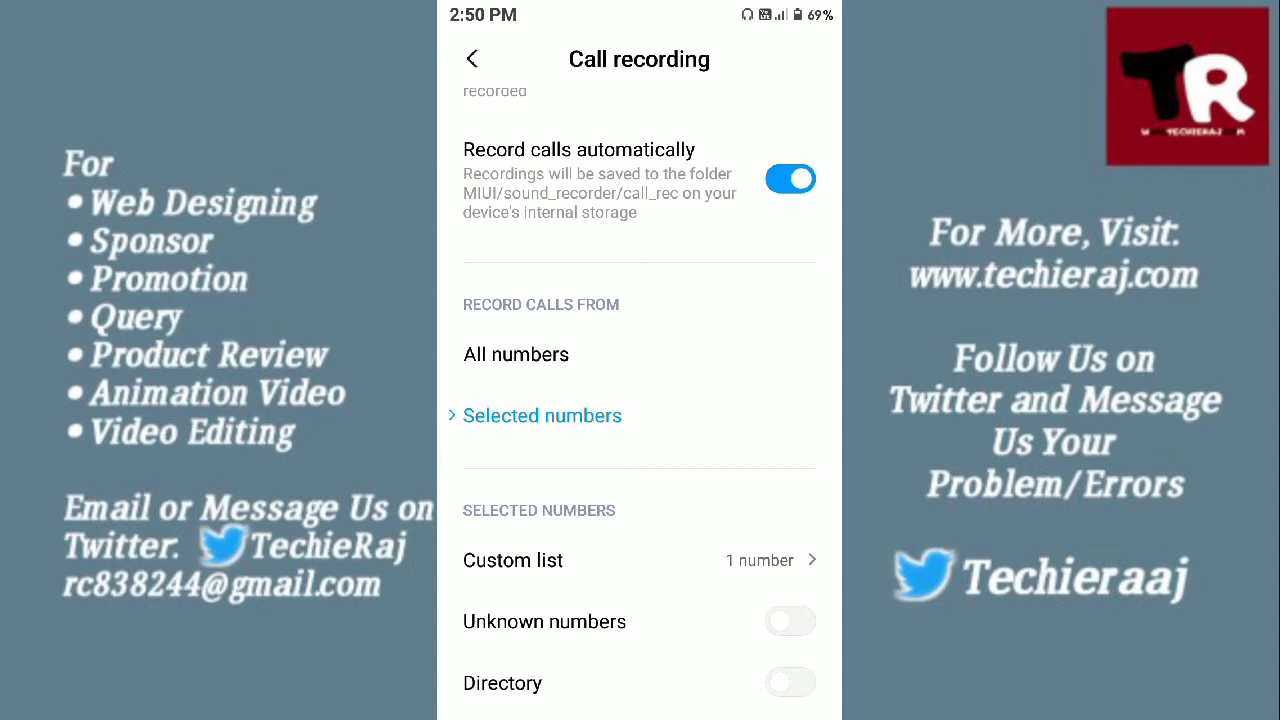 For
• Web Designing
• Sponsor
• Promotion
• Query
• Product Review
• Animation Video
• Video Editing
Email or Message Us on
Twitter. TechieRaj
rc838244@gmail.com
2:50 PM
69%
Call recording
recorded
Record calls automatically
Recordings will be saved to the folder
MIUI/sound_recorder/call_rec on your
device's internal storage
RECORD CALLS FROM
All numbers
Selected numbers
SELECTED NUMBERS
Custom list 1 number
Unknown numbers
Directory
TR
For More, Visit:
www.techieraj.com
Follow Us on
Twitter and Message
Us Your
Problem/Errors
Techieraaj